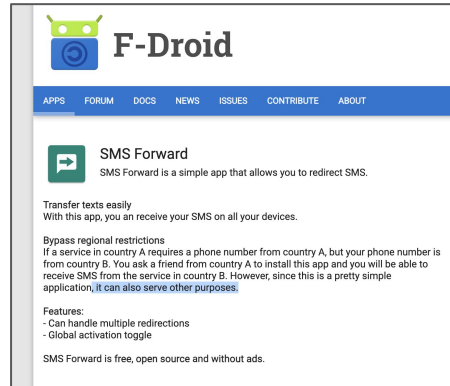 F-Droid
APPS FORUM DOCS NEWS ISSUES CONTRIBUTE ABOUT
SMS Forward
SMS Forward is a simple app that allows you to redirect SMS.
Transfer texts easily
With this app, you an receive your SMS on all your devices.
Bypass regional restrictions
If a service in country A requires a phone number from country A, but your phone number is
from country B. You ask a friend from country A to install this app and you will be able to
receive SMS from the service in country B. However, since this is a pretty simple
application, it can also serve other purposes.
Features:
- Can handle multiple redirections
- Global activation toggle
SMS Forward is free, open source and without ads.